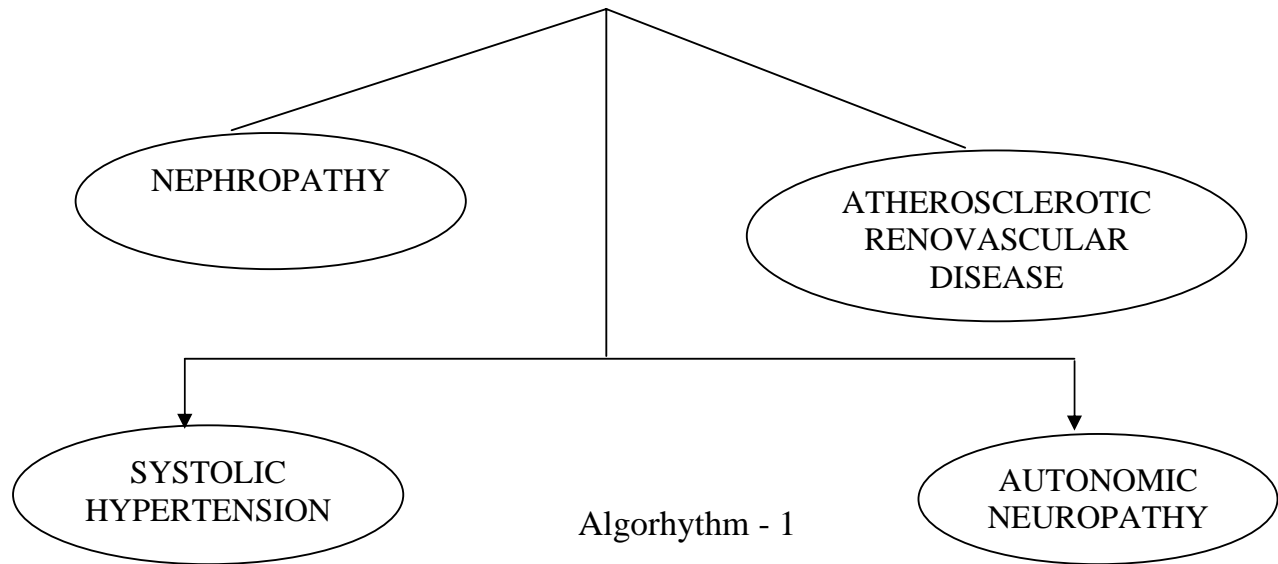 NEPHROPATHY
ATHEROSCLEROTIC
RENOVASCULAR
DISEASE
SYSTOLIC
HYPERTENSION
Algorhythm - 1
AUTONOMIC
NEUROPATHY